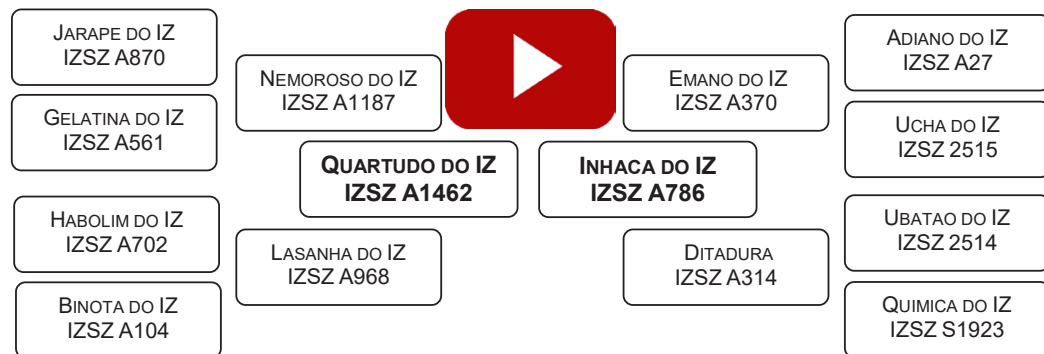 JARAPE DO IZ
IZSZ A870
GELATINA DO IZ
IZSZ A561
NEMOROSO DO IZ
IZSZ A1187
QUARTUDO DO IZ
IZSZ A1462
HABOLIM DO IZ
IZSZ A702
BINOTA DO IZ
IZSZ A104
LASANHA DO IZ
IZSZ A968
EMANO DO IZ
IZSZ A370
ADIANO DO IZ
IZSZ A27
UCHA DO IZ
IZSZ 2515
INHACA DO IZ
IZSZ A786
DITADURA
IZSZ A314
UBATAO DO IZ
IZSZ 2514
QUIMICA DO IZ
IZSZ S1923